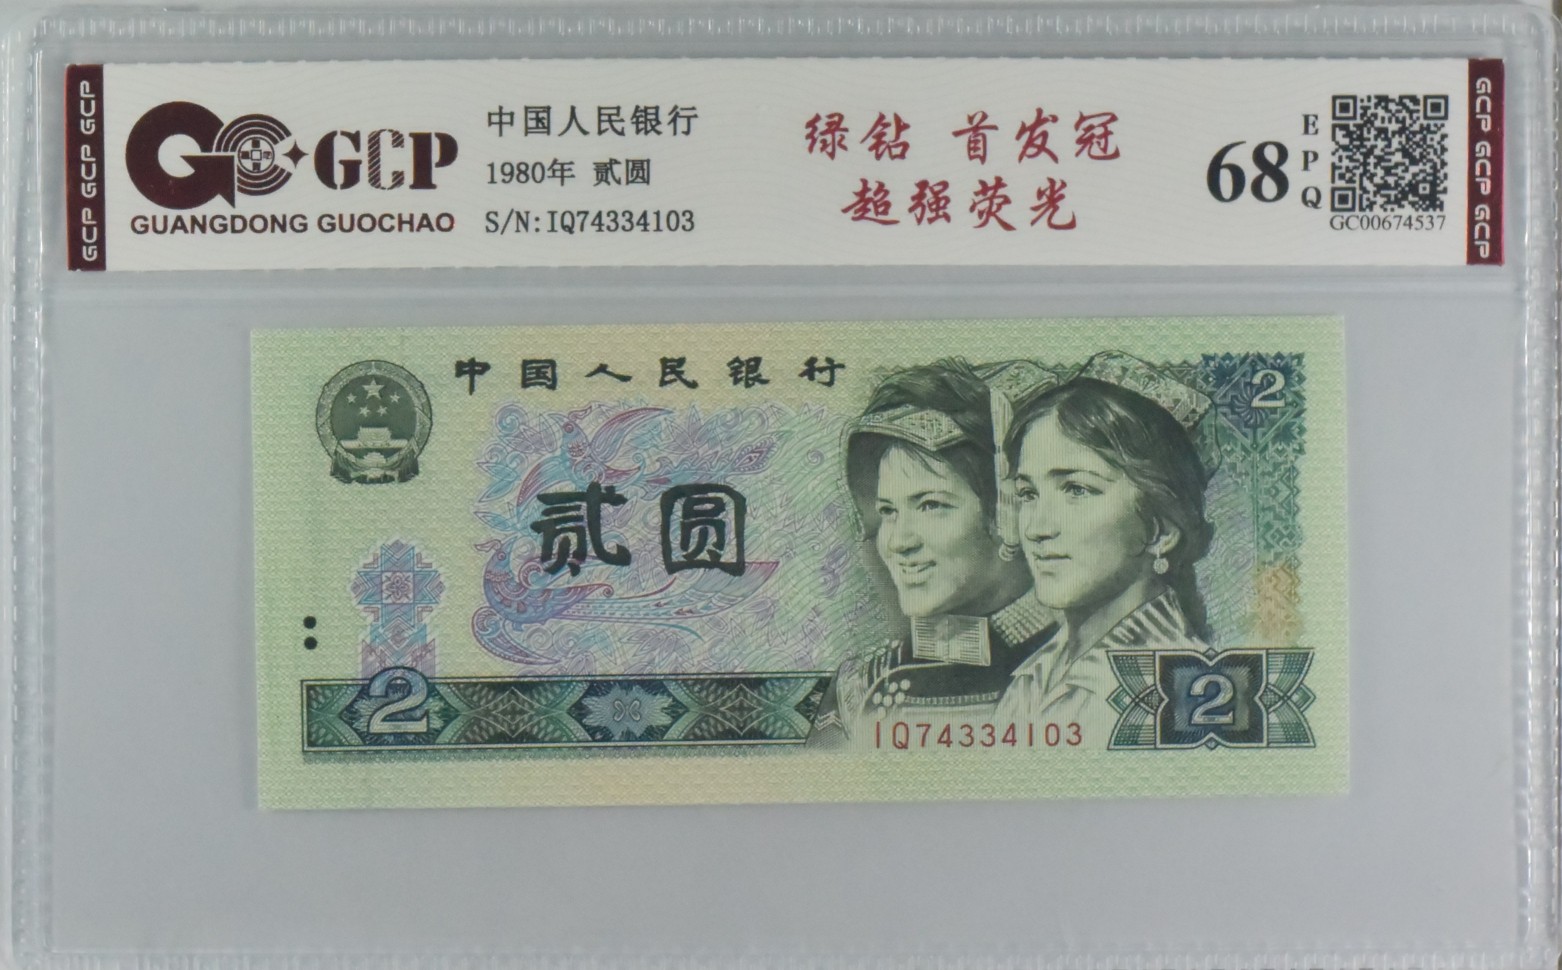 GCP GCP GCP
GCP
GUANGDONG GUOCHAO
中国人民银行
1980年 贰圆
S/N:IQ74334103
绿钻 首发冠
超强荧光
68
EPQ
GC00674537
GCP GCP GCP
中国人民银行
2
贰圆
2
2
IQ74334103